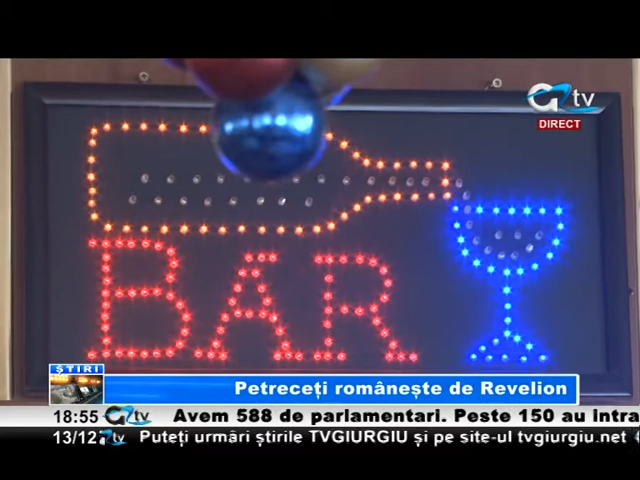 G tv
DIRECT
BAR
ȘTIRI
Petreceți românește de Revelion
18:55 G tv Avem 588 de parlamentari. Peste 150 au intra
13/12 tv Puteți urmări știrile TVGIURGIU și pe site-ul tvgiurgiu.net